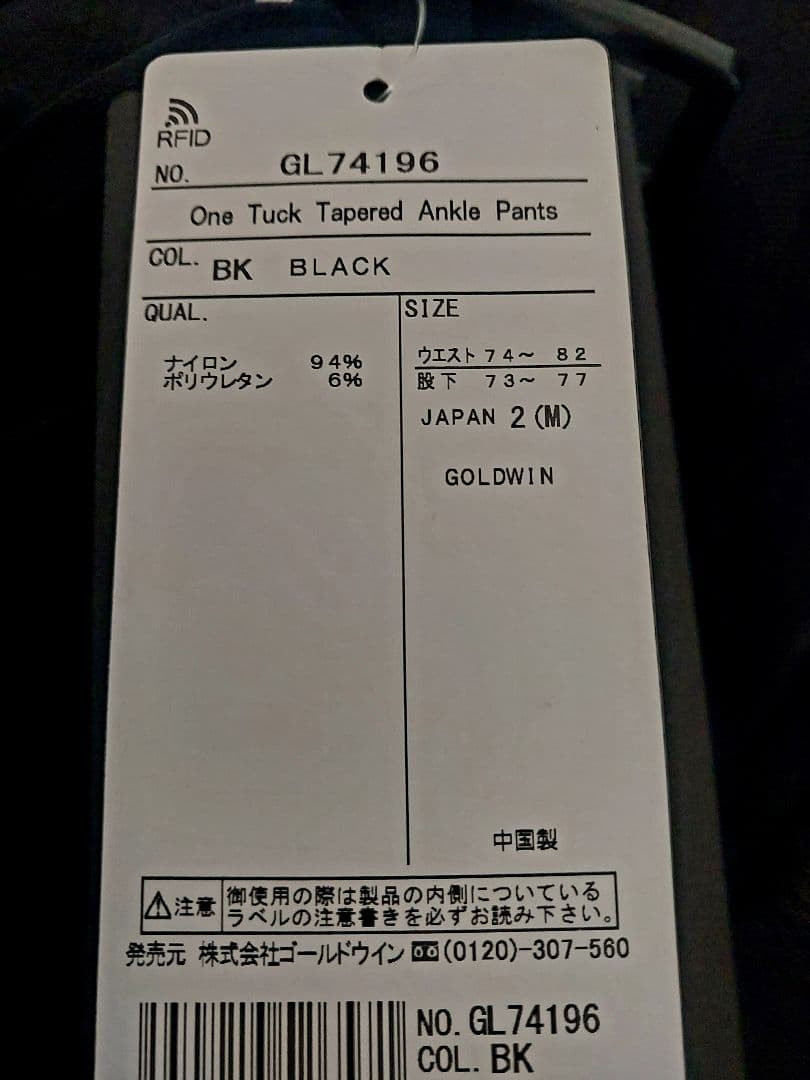 RFID
NO. GL74196
One Tuck Tapered Ankle Pants
COL. BK BLACK
QUAL.
ナイロン 94%
ポリウレタン 6%
SIZE
ウエスト 74～ 82
股下 73～ 77
JAPAN 2(M)
GOLDWIN
中国製
注意 御使用の際は製品の内側についている
ラベルの注意書きを必ずお読み下さい。
発売元 株式会社ゴールドウイン (0120)-307-560
NO. GL74196
COL. BK